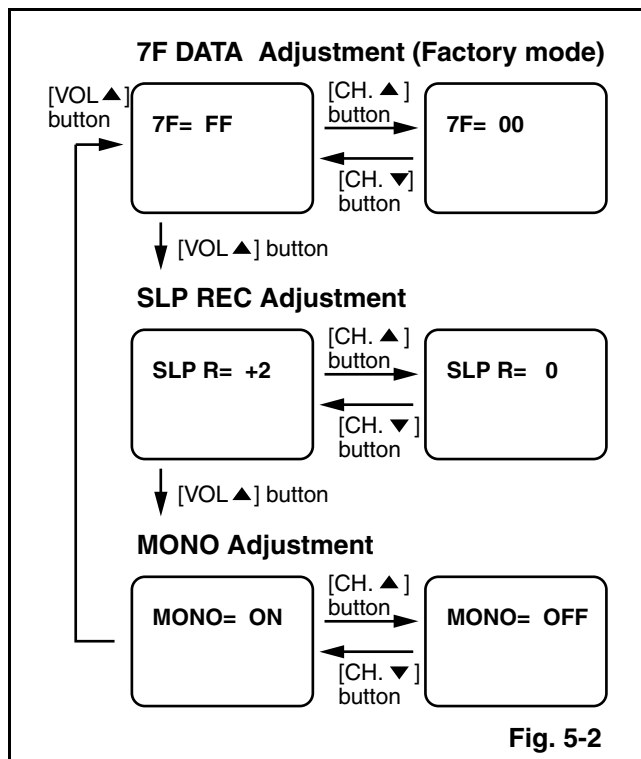 7F DATA Adjustment (Factory mode)
[VOL ▲]
button
7F= FF
[CH. ▲]
button
[CH. ▼]
button
7F= 00
[VOL ▲] button
SLP REC Adjustment
SLP R= +2
[CH. ▲]
button
[CH. ▼]
button
SLP R= 0
[VOL ▲] button
MONO Adjustment
MONO= ON
[CH. ▲]
button
[CH. ▼]
button
MONO= OFF
Fig. 5-2